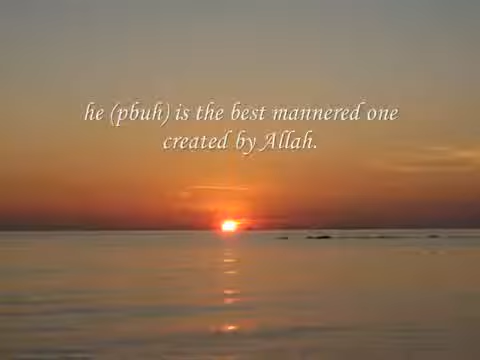 he (pbuh) is the best mannered one
created by Allah.